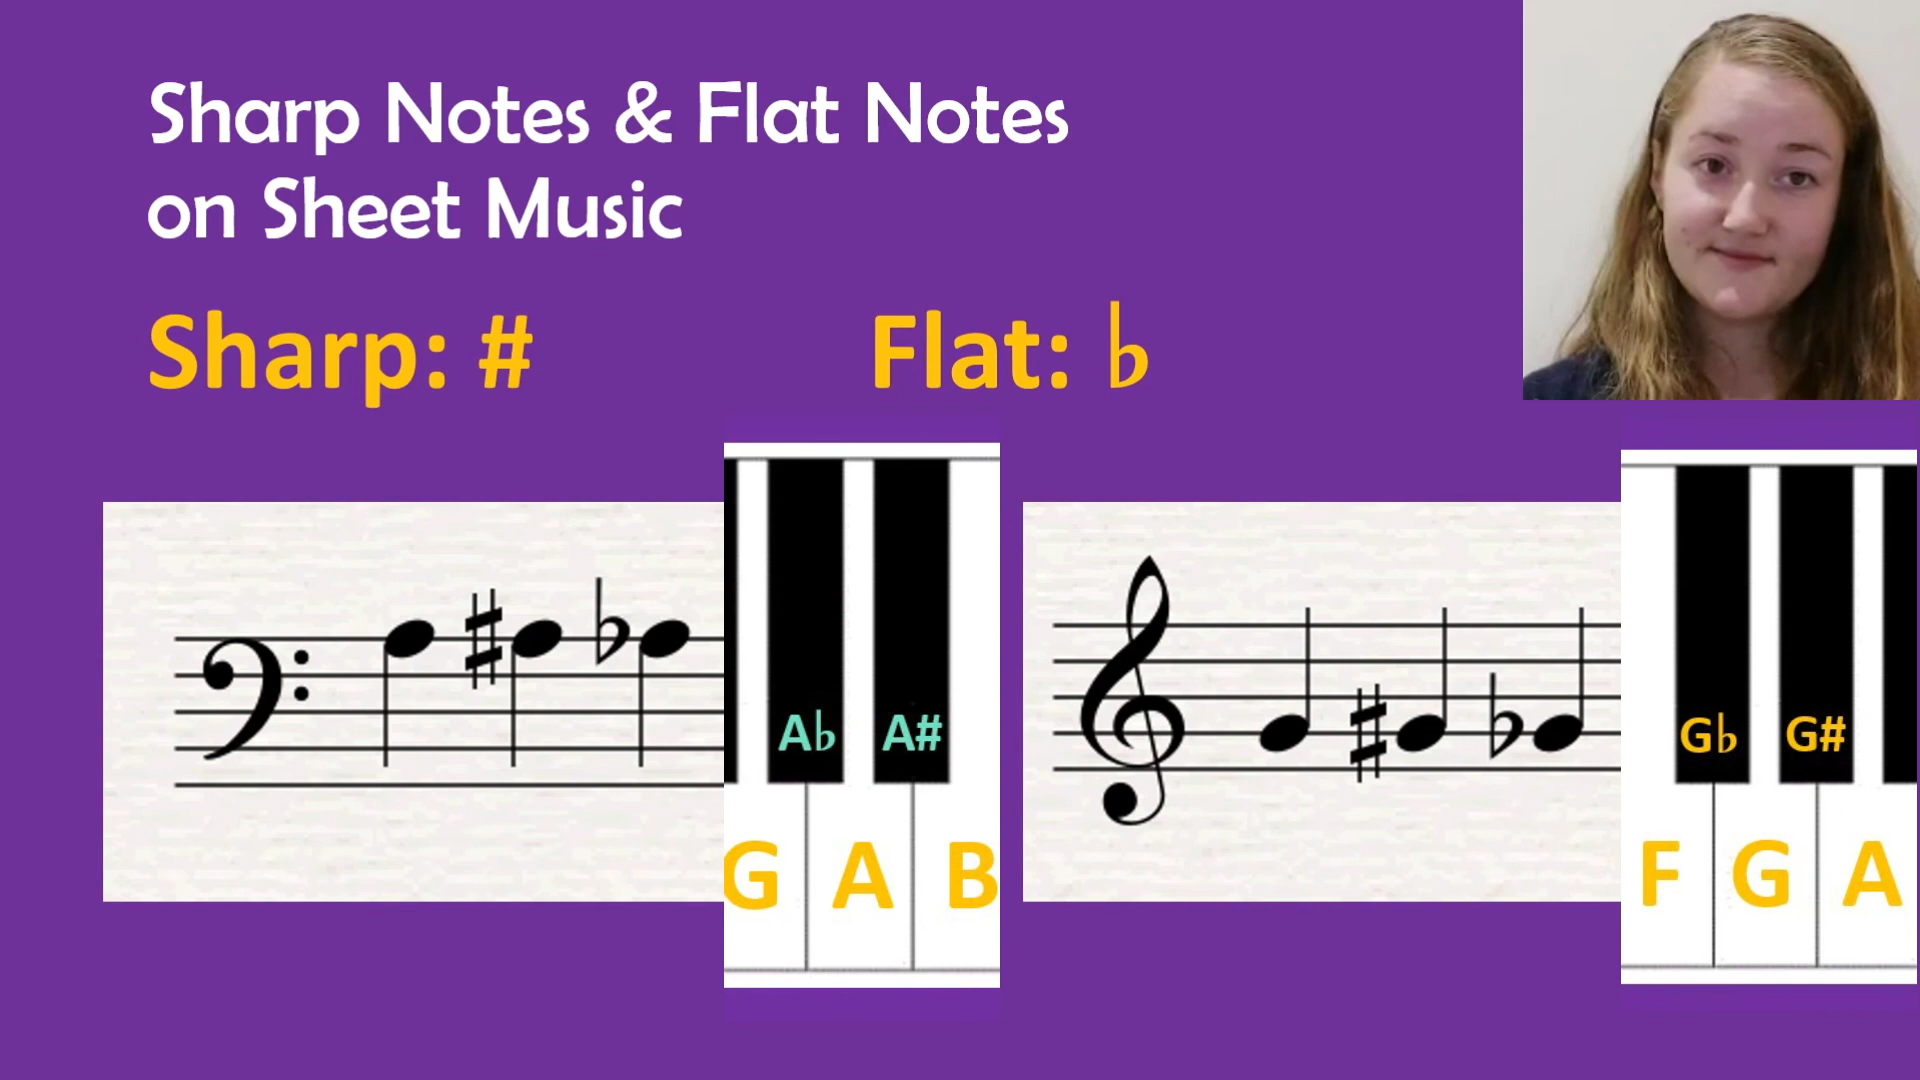 Sharp Notes & Flat Notes
on Sheet Music
Sharp: #
Flat: ♭
A♭ A#
G A B
G♭ G#
F G A